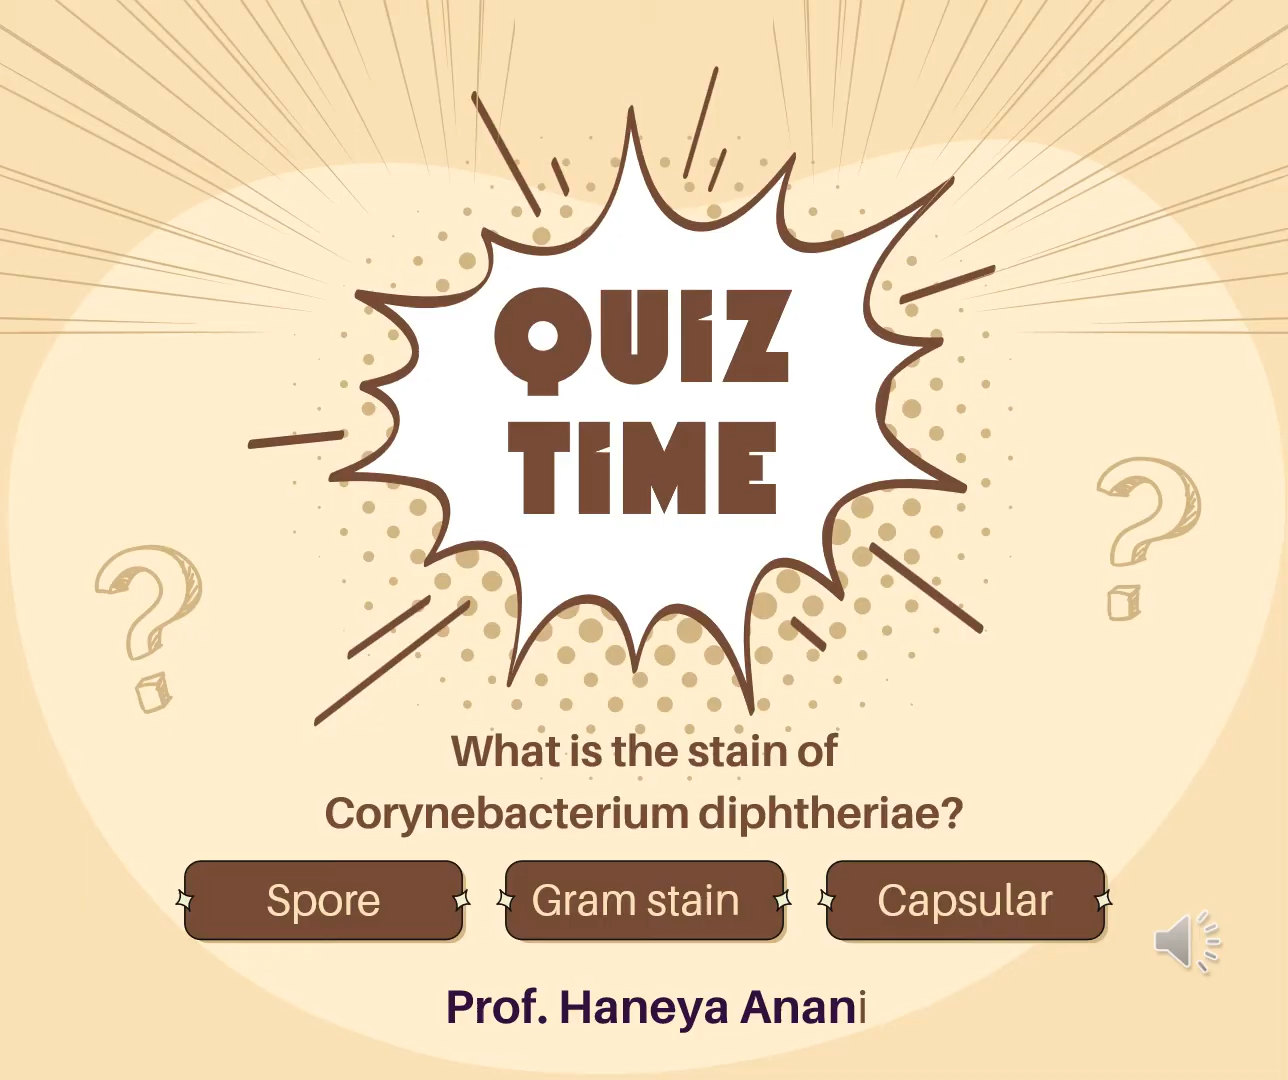 QUIZ
TIME
What is the stain of
Corynebacterium diphtheriae?
Spore
Gram stain
Capsular
Prof. Haneya Anani